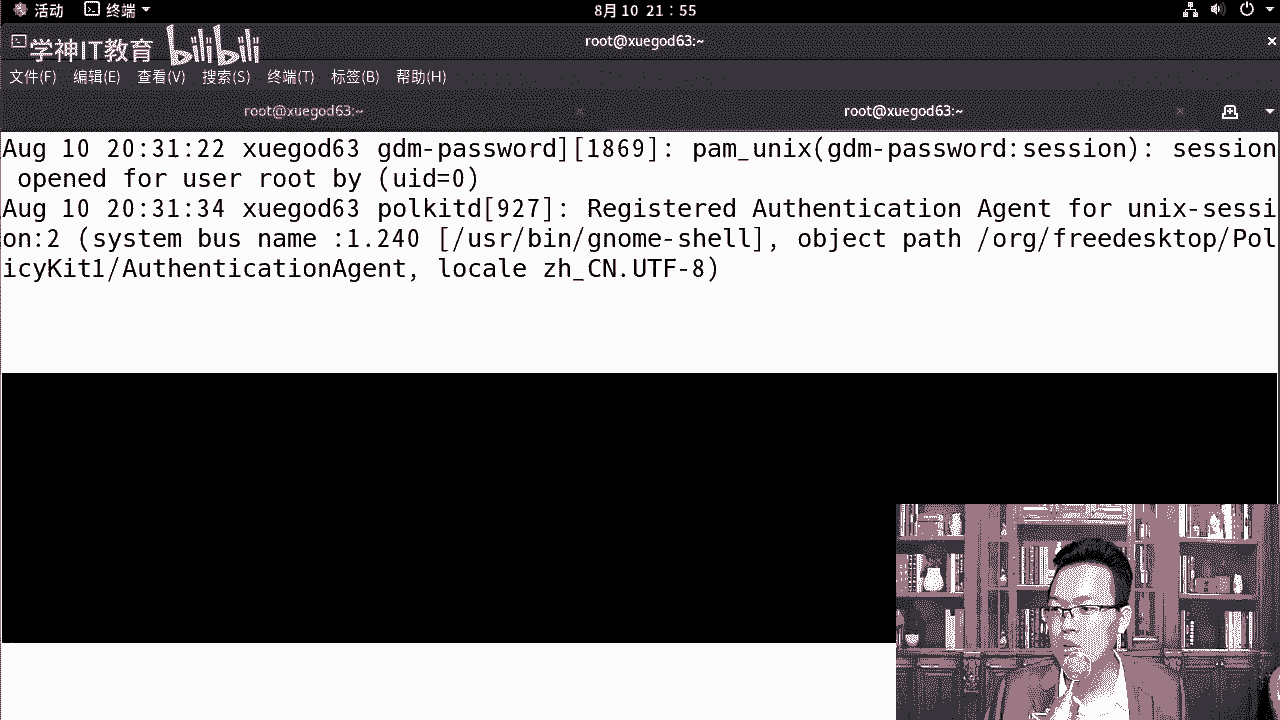 活动 终端 8月 10 21：55
学神IT教育 bilibili root@xuegod63:~
文件(F) 编辑(E) 查看(V) 搜索(S) 终端(T) 标签(B) 帮助(H)
root@xuegod63:~ root@xuegod63:~
Aug 10 20:31:22 xuegod63 gdm-password][1869]: pam_unix(gdm-password:session): session
opened for user root by (uid=0)
Aug 10 20:31:34 xuegod63 polkitd[927]: Registered Authentication Agent for unix-sessi
on:2 (system bus name :1.240 [/usr/bin/gnome-shell], object path /org/freedesktop/Pol
icyKit1/AuthenticationAgent, locale zh_CN.UTF-8)